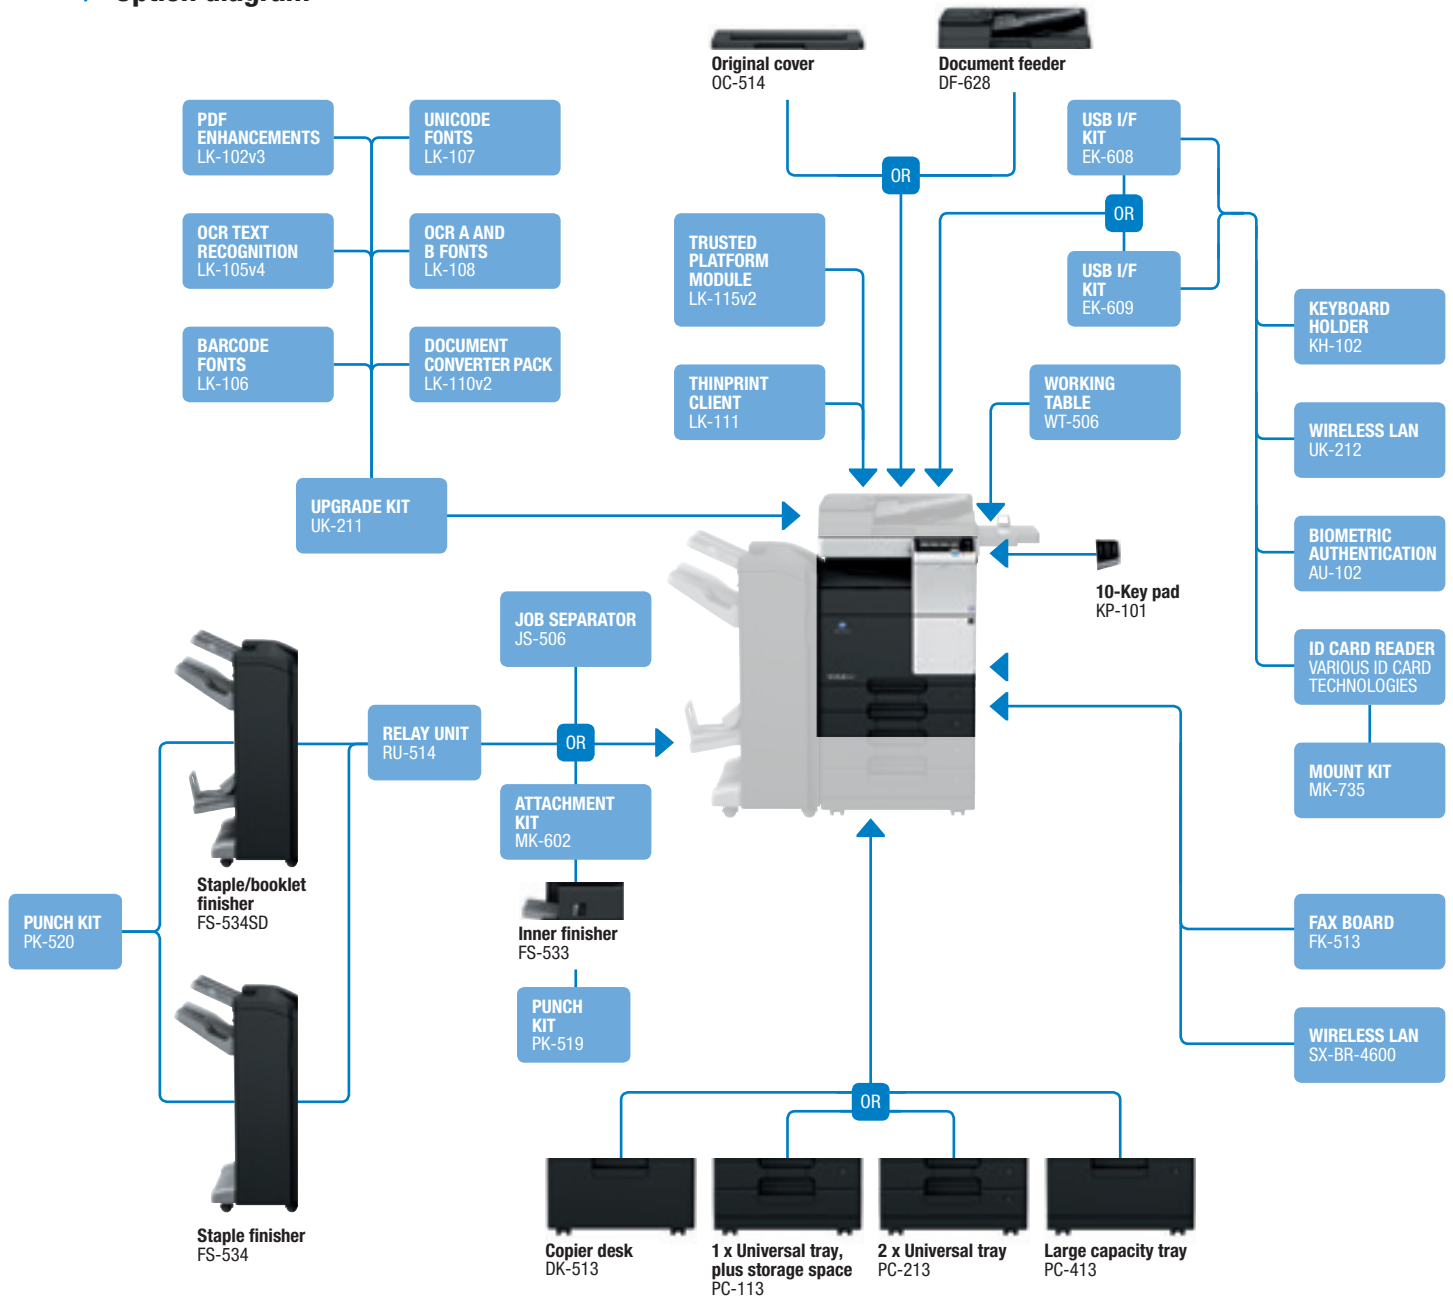 Option diagram
Original cover
OC-514
Document feeder
DF-628
PDF
ENHANCEMENTS
LK-102v3
UNICODE
FONTS
LK-107
USB I/F
KIT
EK-608
OR
OR
OCR TEXT
RECOGNITION
LK-105v4
OCR A AND
B FONTS
LK-108
TRUSTED
PLATFORM
MODULE
LK-115v2
USB I/F
KIT
EK-609
KEYBOARD
HOLDER
KH-102
BARCODE
FONTS
LK-106
DOCUMENT
CONVERTER PACK
LK-110v2
THINPRINT
CLIENT
LK-111
WORKING
TABLE
WT-506
WIRELESS LAN
UK-212
UPGRADE KIT
UK-211
BIOMETRIC
AUTHENTICATION
AU-102
10-Key pad
KP-101
JOB SEPARATOR
JS-506
ID CARD READER
VARIOUS ID CARD
TECHNOLOGIES
RELAY UNIT
RU-514
OR
MOUNT KIT
MK-735
ATTACHMENT
KIT
MK-602
Staple/booklet
finisher
FS-534SD
PUNCH KIT
PK-520
Inner finisher
FS-533
FAX BOARD
FK-513
PUNCH
KIT
PK-519
WIRELESS LAN
SX-BR-4600
OR
Staple finisher
FS-534
Copier desk
DK-513
1 x Universal tray,
plus storage space
PC-113
2 x Universal tray
PC-213
Large capacity tray
PC-413